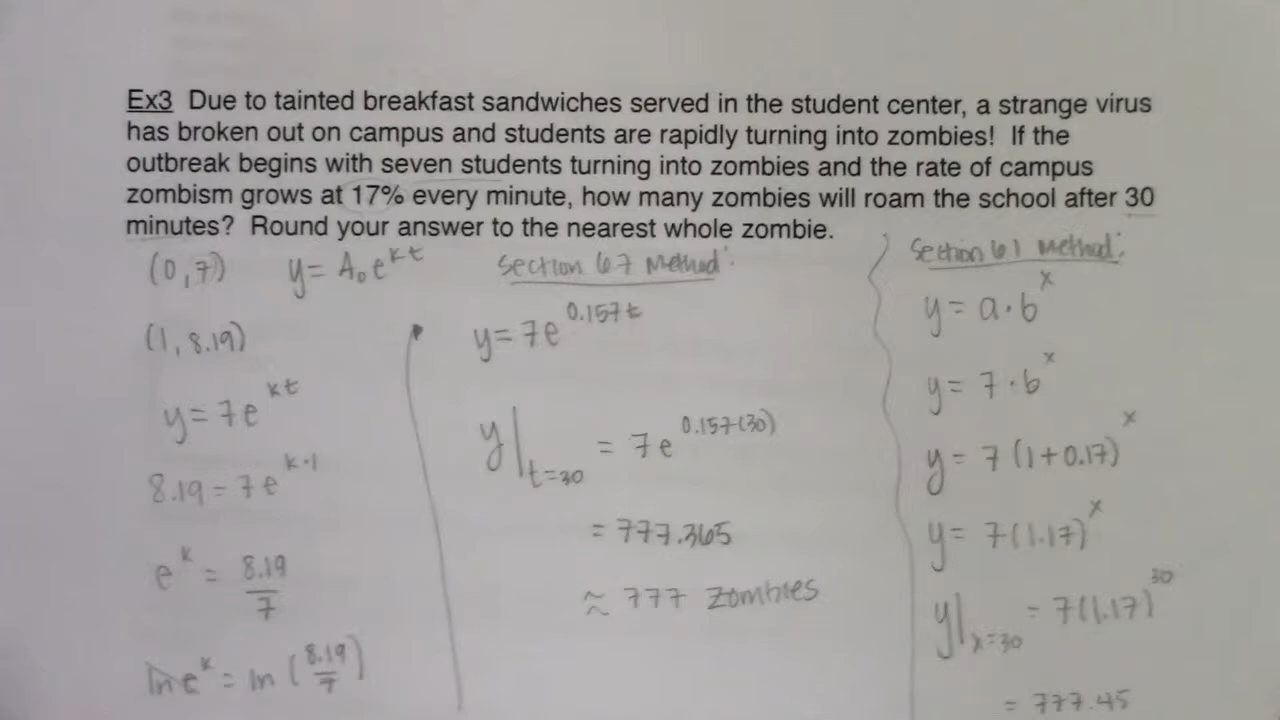 Ex3 Due to tainted breakfast sandwiches served in the student center, a strange virus
has broken out on campus and students are rapidly turning into zombies! If the
outbreak begins with seven students turning into zombies and the rate of campus
zombism grows at 17% every minute, how many zombies will roam the school after 30
minutes? Round your answer to the nearest whole zombie.
(0,7) y = A₀e^kt
(1, 8.19)
y = 7e^kt
8.19 = 7e^k·1
e^k = 8.19/7
ln e^k = ln (8.19/7)
Section 6.7 Method:
y = 7e^0.157t
y|t=30 = 7e^0.157(30)
= 777.365
≈ 777 Zombies
Section 6.1 Method:
y = a·b^x
y = 7·b^x
y = 7(1+0.17)^x
y = 7(1.17)^x
y|x=30 = 7(1.17)^30
= 777.45